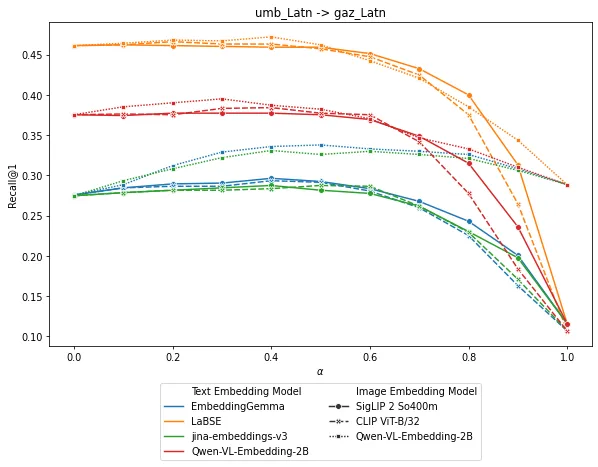 umb_Latn -> gaz_Latn
Recall@1
0.45
0.40
0.35
0.30
0.25
0.20
0.15
0.10
0.0 0.2 0.4 0.6 0.8 1.0
α
Text Embedding Model Image Embedding Model
EmbeddingGemma SigLIP 2 So400m
LaBSE CLIP ViT-B/32
jina-embeddings-v3 Qwen-VL-Embedding-2B
Qwen-VL-Embedding-2B